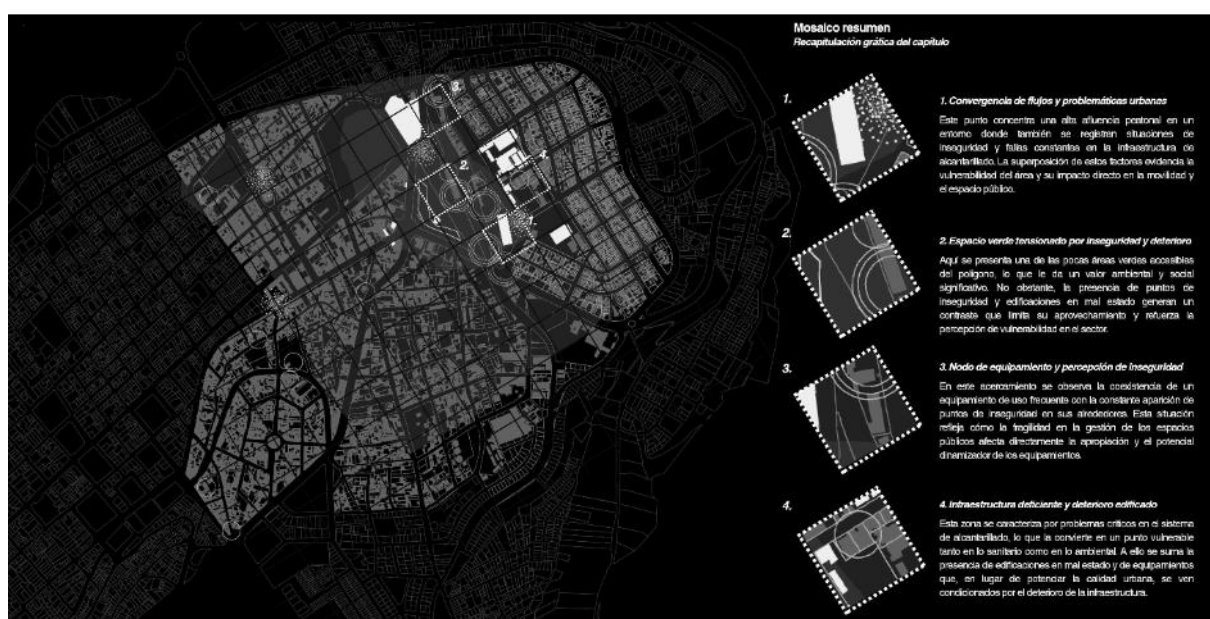 Mosaico resumen
Recapitulación gráfica del capítulo
3.
2.
4.
1.
1.
1. Convergencia de flujos y problemáticas urbanas
Este punto concentra una alta afluencia peatonal en un
entorno donde también se registran situaciones de
inseguridad y fallas constantes en la infraestructura de
alcantarillado. La superposición de estos factores evidencia la
vulnerabilidad del área y su impacto directo en la movilidad y
el espacio público.
2.
2. Espacio verde tensionado por inseguridad y deterioro
Aquí se presenta una de las pocas áreas verdes accesibles
del polígono, lo que le da un valor ambiental y social
significativo. No obstante, la presencia de puntos de
inseguridad y edificaciones en mal estado generan un
contraste que limita su aprovechamiento y refuerza la
percepción de vulnerabilidad en el sector.
3.
3. Nodo de equipamiento y percepción de inseguridad
En este acercamiento se observa la coexistencia de un
equipamiento de uso frecuente con la constante aparición de
puntos de inseguridad en sus alrededores. Esta situación
refleja cómo la fragilidad en la gestión de los espacios
públicos afecta directamente la apropiación y el potencial
dinamizador de los equipamientos.
4.
4. Infraestructura deficiente y deterioro edificado
Esta zona se caracteriza por problemas críticos en el sistema
de alcantarillado, lo que la convierte en un punto vulnerable
tanto en lo sanitario como en lo ambiental. A ello se suma la
presencia de edificaciones en mal estado y de equipamientos
que, en lugar de potenciar la calidad urbana, se ven
condicionados por el deterioro de la infraestructura.